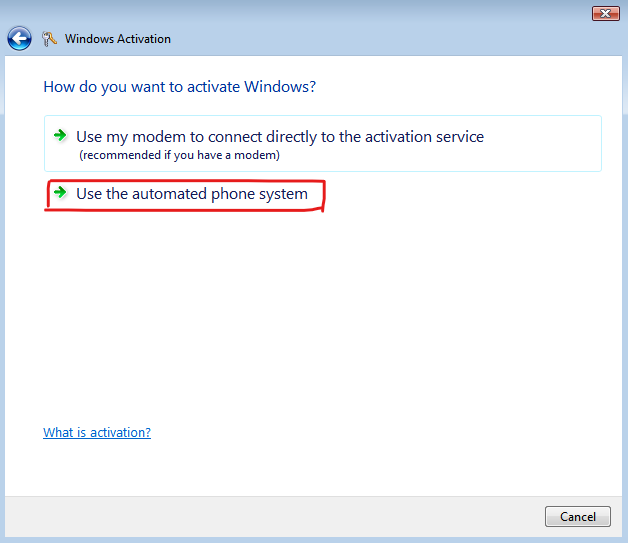 Windows Activation
How do you want to activate Windows?
Use my modem to connect directly to the activation service
(recommended if you have a modem)
Use the automated phone system
What is activation?
Cancel